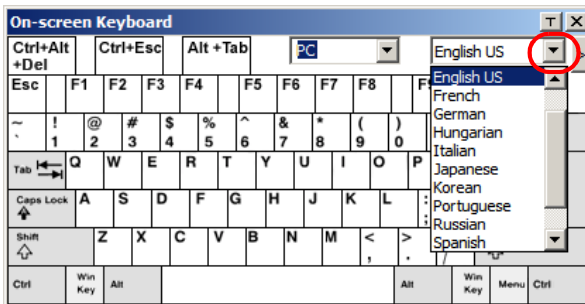 On-screen Keyboard T X
Ctrl+Alt +Del Ctrl+Esc Alt +Tab PC English US
Esc F1 F2 F3 F4 F5 F6 F7 F8
English US
French
German
Hungarian
Italian
Japanese
Korean
Portuguese
Russian
Spanish
~ ! @ # $ % ^ & * ( )
` 1 2 3 4 5 6 7 8 9 0
Tab Q W E R T Y U I O P
Caps Lock A S D F G H J K L : ;
Shift Z X C V B N M < , > . /
Ctrl Win Key Alt Alt Win Key Menu Ctrl